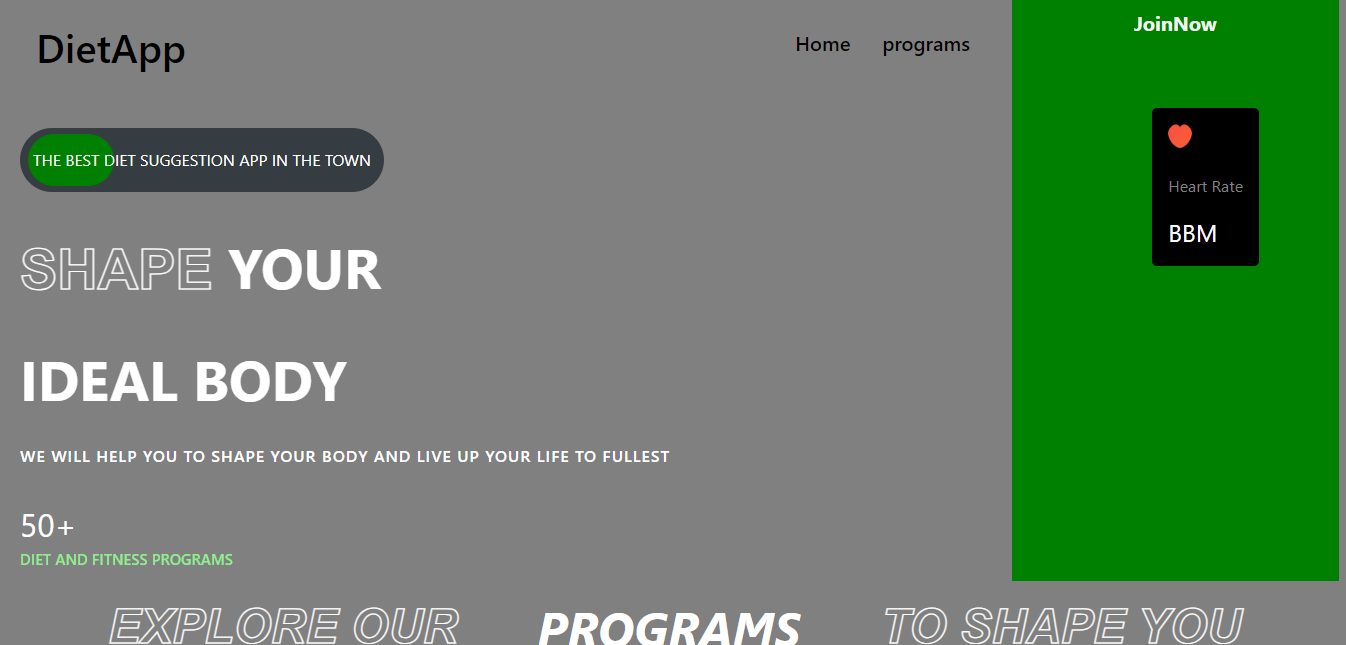 DietApp
Home programs
JoinNow
THE BEST DIET SUGGESTION APP IN THE TOWN
Heart Rate
BBM
SHAPE YOUR
IDEAL BODY
WE WILL HELP YOU TO SHAPE YOUR BODY AND LIVE UP YOUR LIFE TO FULLEST
50+
DIET AND FITNESS PROGRAMS
EXPLORE OUR PROGRAMS TO SHAPE YOU